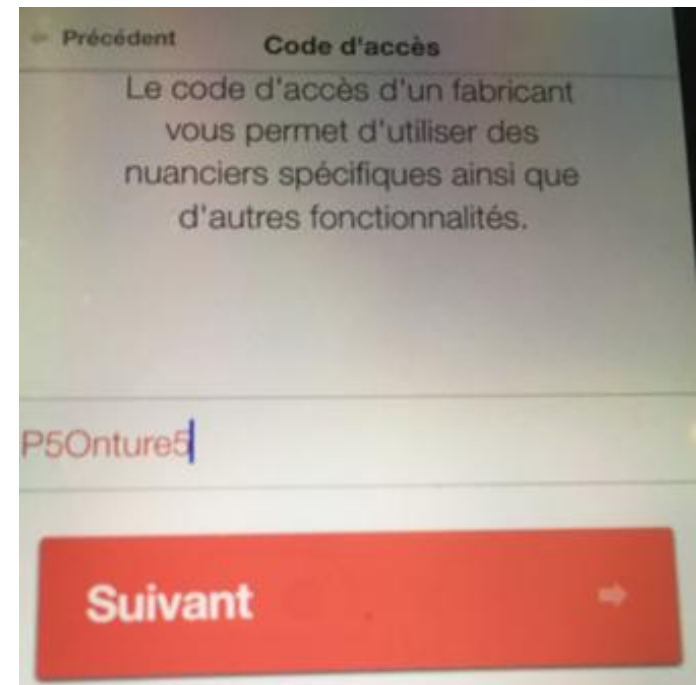 Précédent
Code d'accès
Le code d'accès d'un fabricant
vous permet d'utiliser des
nuanciers spécifiques ainsi que
d'autres fonctionnalités.
P5Onture5
Suivant